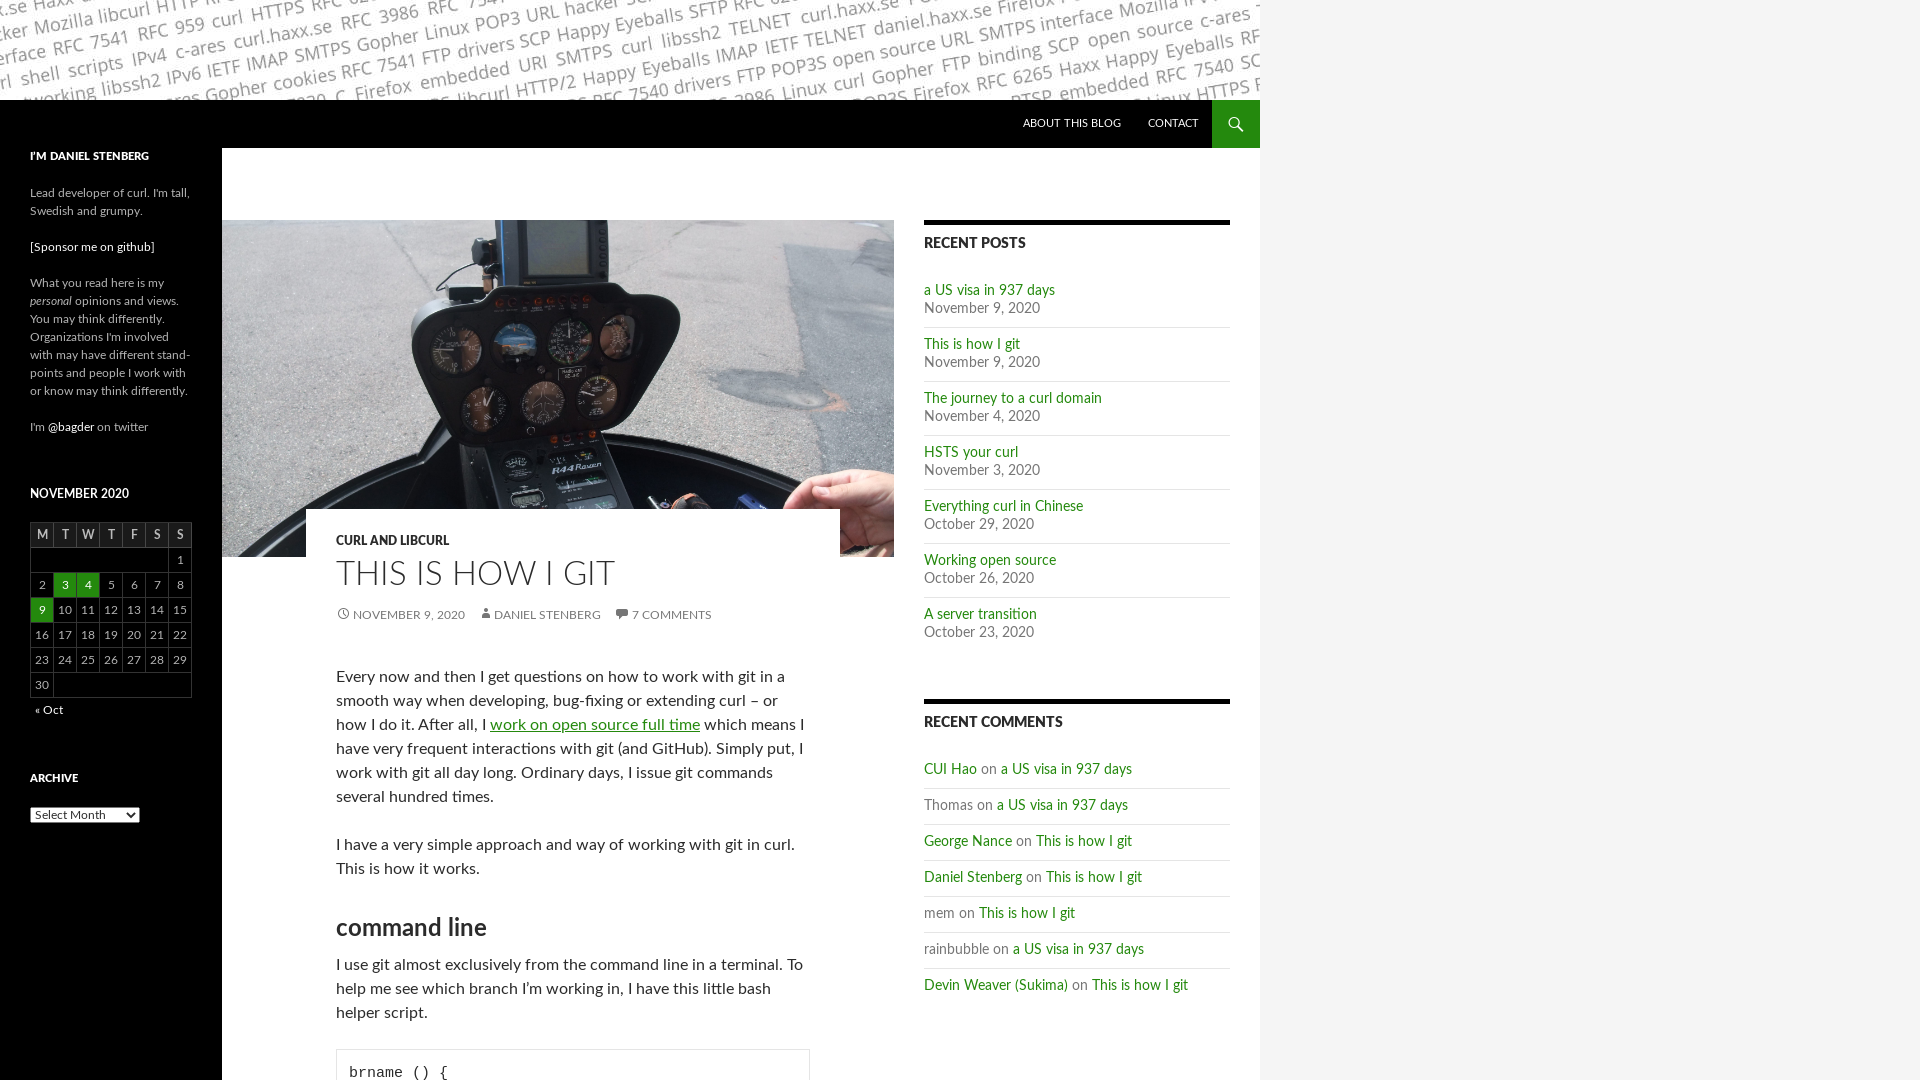 ABOUT THIS BLOG
CONTACT
I'M DANIEL STENBERG
Lead developer of curl. I'm tall,
Swedish and grumpy.
[Sponsor me on github]
What you read here is my
personal opinions and views.
You may think differently.
Organizations I'm involved
with may have different stand-
points and people I work with
or know may think differently.
I'm @bagder on twitter
NOVEMBER 2020
M T W T F S S
1
2 3 4 5 6 7 8
9 10 11 12 13 14 15
16 17 18 19 20 21 22
23 24 25 26 27 28 29
30
« Oct
ARCHIVE
Select Month
R44 Raven
CURL AND LIBCURL
THIS IS HOW I GIT
NOVEMBER 9, 2020 DANIEL STENBERG 7 COMMENTS
Every now and then I get questions on how to work with git in a
smooth way when developing, bug-fixing or extending curl – or
how I do it. After all, I work on open source full time which means I
have very frequent interactions with git (and GitHub). Simply put, I
work with git all day long. Ordinary days, I issue git commands
several hundred times.
I have a very simple approach and way of working with git in curl.
This is how it works.
command line
I use git almost exclusively from the command line in a terminal. To
help me see which branch I’m working in, I have this little bash
helper script.
brname () {
RECENT POSTS
a US visa in 937 days
November 9, 2020
This is how I git
November 9, 2020
The journey to a curl domain
November 4, 2020
HSTS your curl
November 3, 2020
Everything curl in Chinese
October 29, 2020
Working open source
October 26, 2020
A server transition
October 23, 2020
RECENT COMMENTS
CUI Hao on a US visa in 937 days
Thomas on a US visa in 937 days
George Nance on This is how I git
Daniel Stenberg on This is how I git
mem on This is how I git
rainbubble on a US visa in 937 days
Devin Weaver (Sukima) on This is how I git